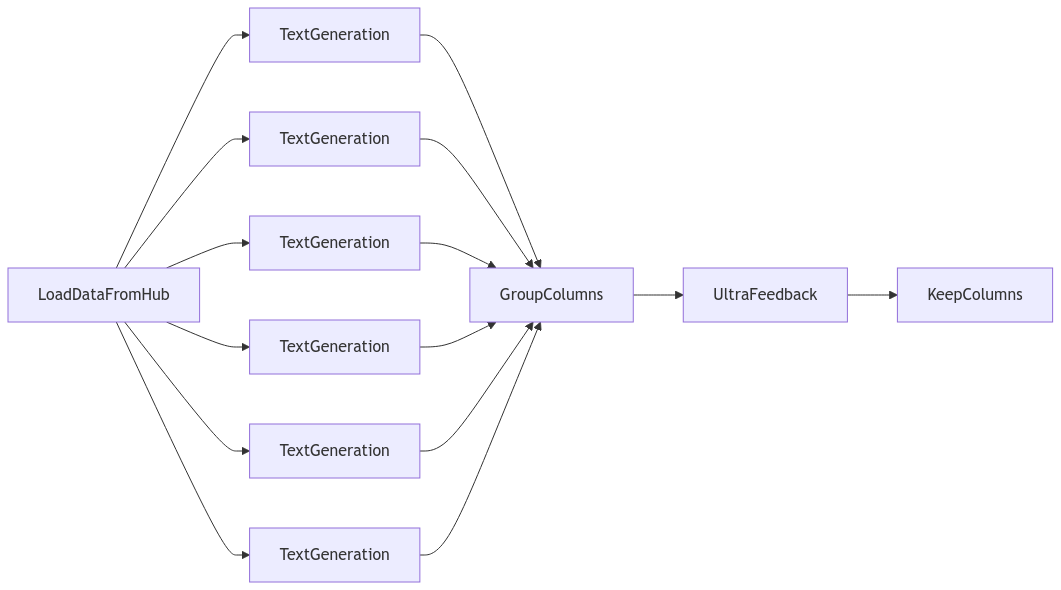 TextGeneration
TextGeneration
TextGeneration
LoadDataFromHub
GroupColumns
UltraFeedback
KeepColumns
TextGeneration
TextGeneration
TextGeneration